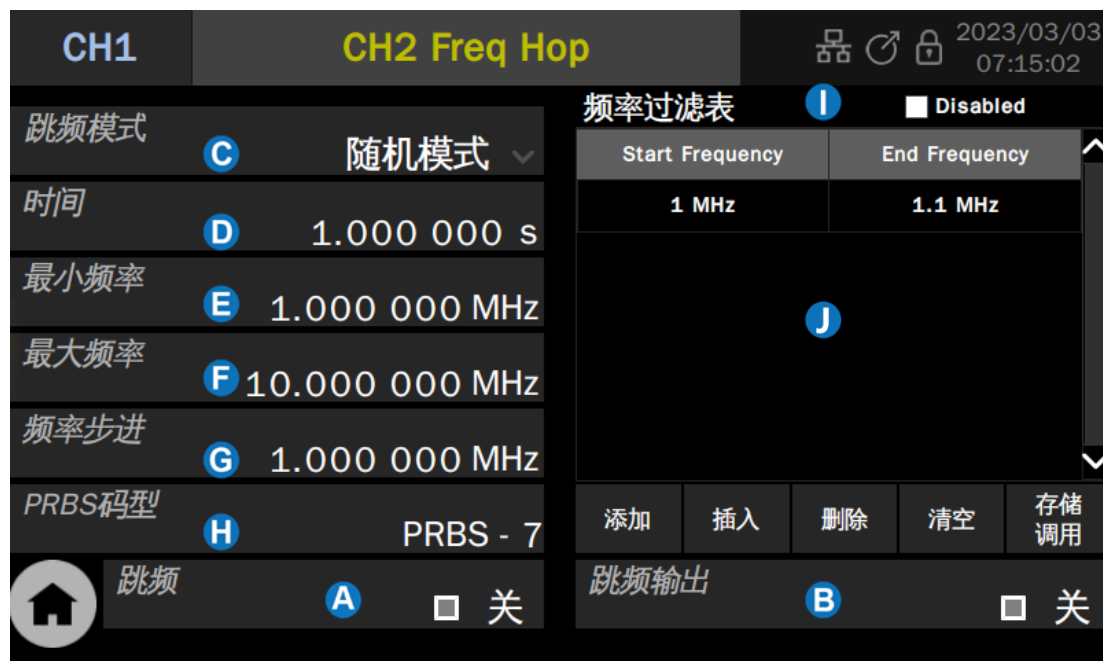 CH1
CH2 Freq Hop
2023/03/03
07:15:02
跳频模式
C
随机模式
时间
D
1.000 000 s
最小频率
E
1.000 000 MHz
最大频率
F
10.000 000 MHz
频率步进
G
1.000 000 MHz
PRBS码型
H
PRBS - 7
跳频
A
关
频率过滤表
I
Disabled
Start Frequency
End Frequency
1 MHz
1.1 MHz
J
添加
插入
删除
清空
存储
调用
跳频输出
B
关